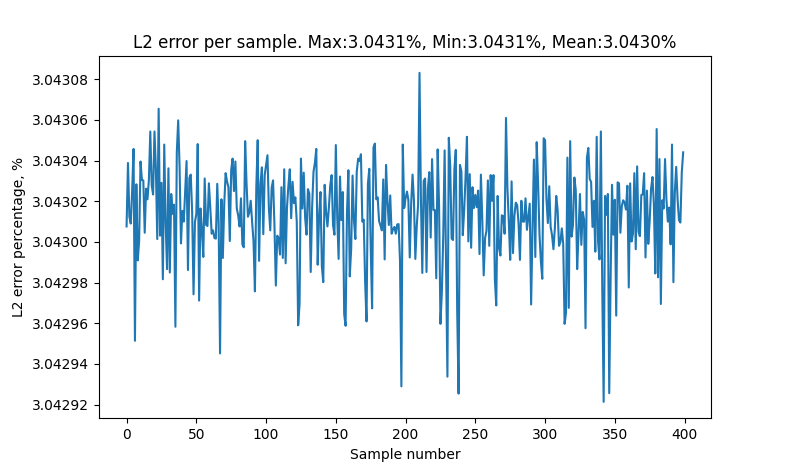 L2 error per sample. Max:3.0431%, Min:3.0431%, Mean:3.0430%
3.04308
3.04306
3.04304
3.04302
3.04300
3.04298
3.04296
3.04294
3.04292
L2 error percentage, %
0 50 100 150 200 250 300 350 400
Sample number